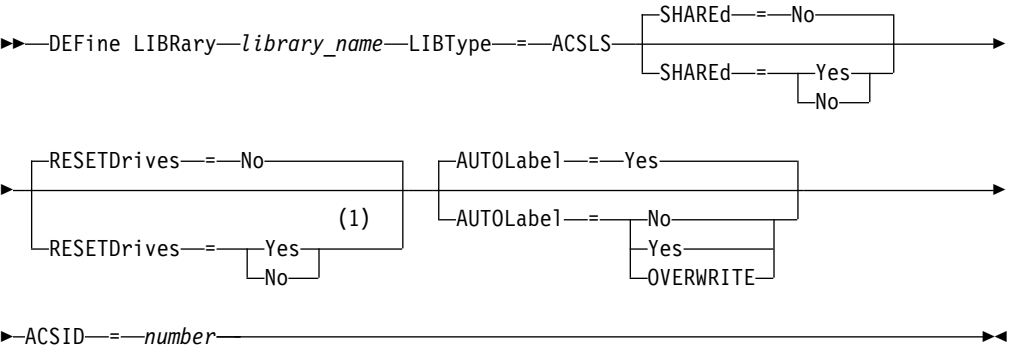 SHAREd = No
DEFine LIBRary library_name LIBType = ACSLS
SHAREd = Yes
No
RESETDrives = No AUTOLabel = Yes
(1)
RESETDrives = Yes AUTOLabel = No
No Yes
OVERWRITE
ACSID = number